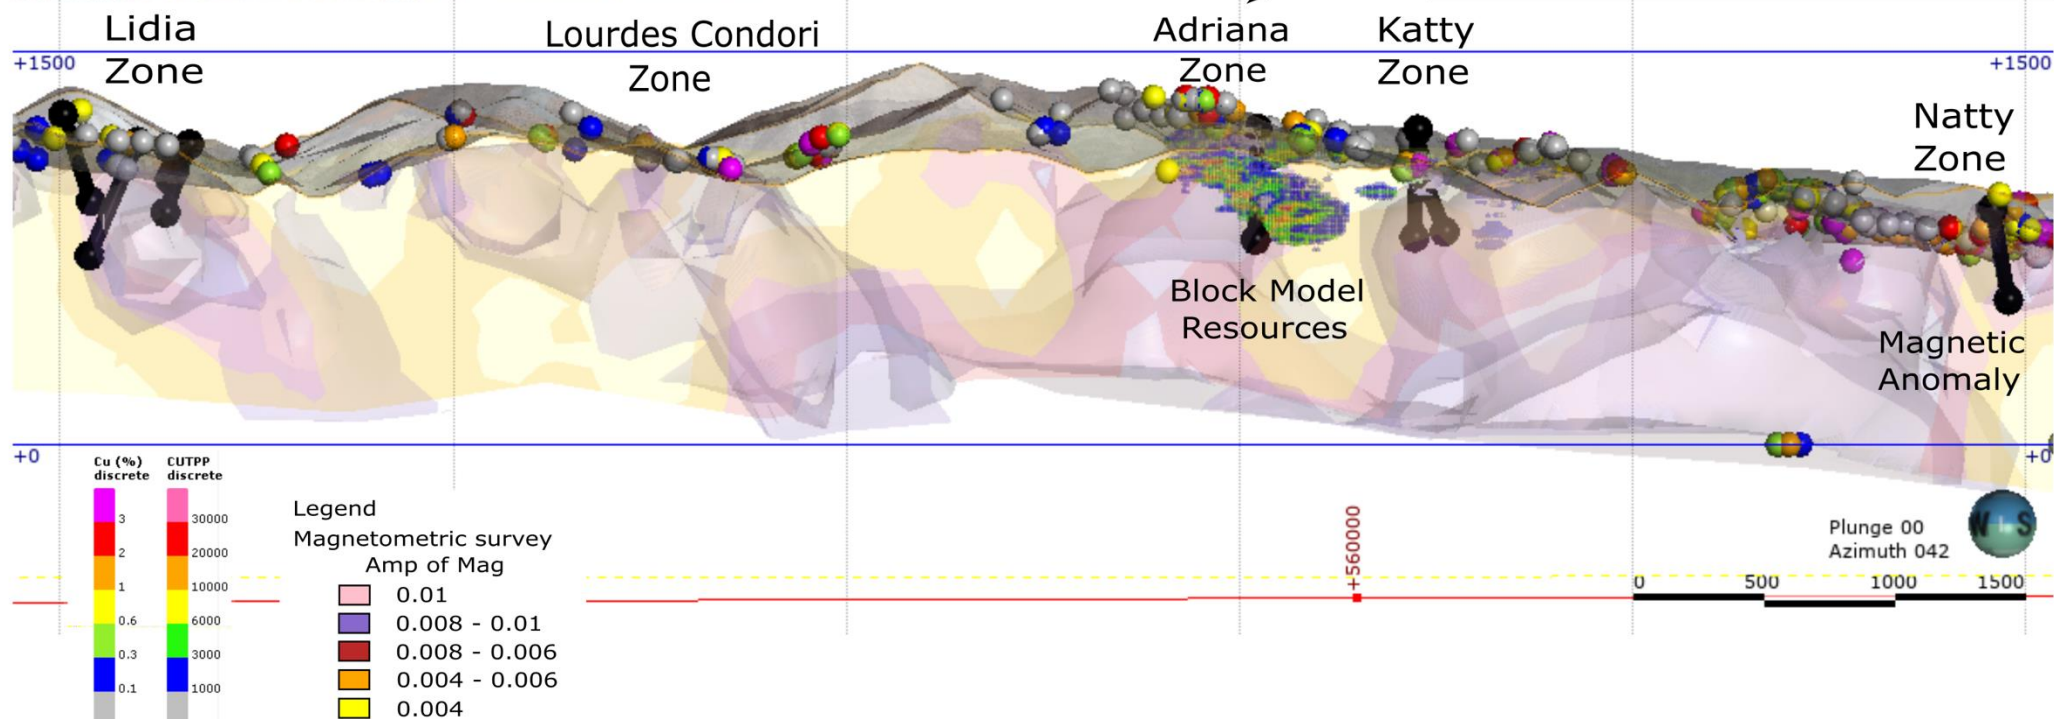 Lidia
Zone
Lourdes Condori
Zone
Adriana
Zone
Katty
Zone
Natty
Zone
+1500
+1500
Block Model
Resources
Magnetic
Anomaly
+0
+0
Cu (%)
discrete
3
2
1
0.6
0.3
0.1
CUTPP
discrete
30000
20000
10000
6000
3000
1000
Legend
Magnetometric survey
Amp of Mag
0.01
0.008 - 0.01
0.008 - 0.006
0.004 - 0.006
0.004
+560000
Plunge 00
Azimuth 042
W S
0 500 1000 1500